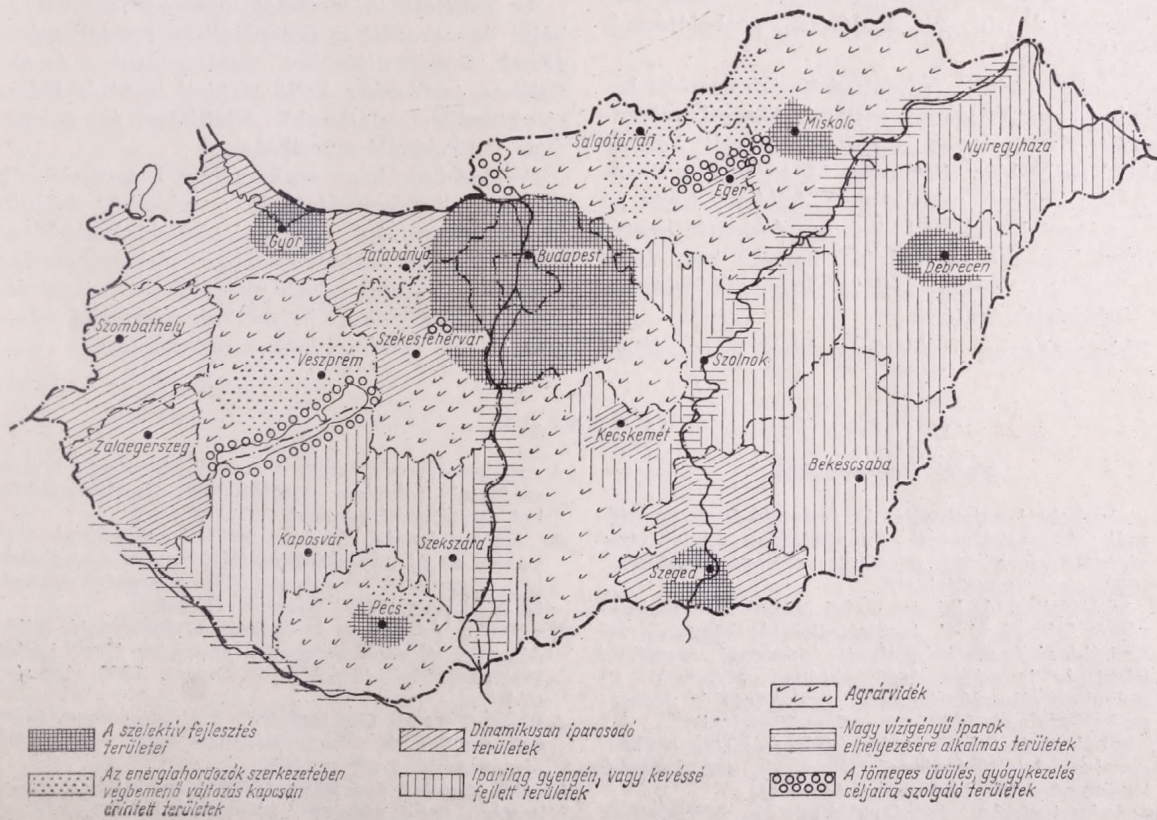 Salgótarján
Miskolc
Nyíregyháza
Eger
Győr
Tatabánya
Budapest
Debrecen
Szombathely
Székesfehérvár
Veszprém
Szolnok
Zalaegerszeg
Kecskemét
Békéscsaba
Kaposvár
Szekszárd
Szeged
Pécs
A szelektív fejlesztés
területei
Az energiahordozók szerkezetében
végbemenő változás kapcsán
érintett területek
Dinamikusan iparosodó
területek
Iparilag gyengén, vagy kevéssé
fejlett területek
Agrárvidék
Nagy vízigényű iparok
elhelyezésére alkalmas területek
A tömeges üdülés, gyógykezelés
céljaira szolgáló területek